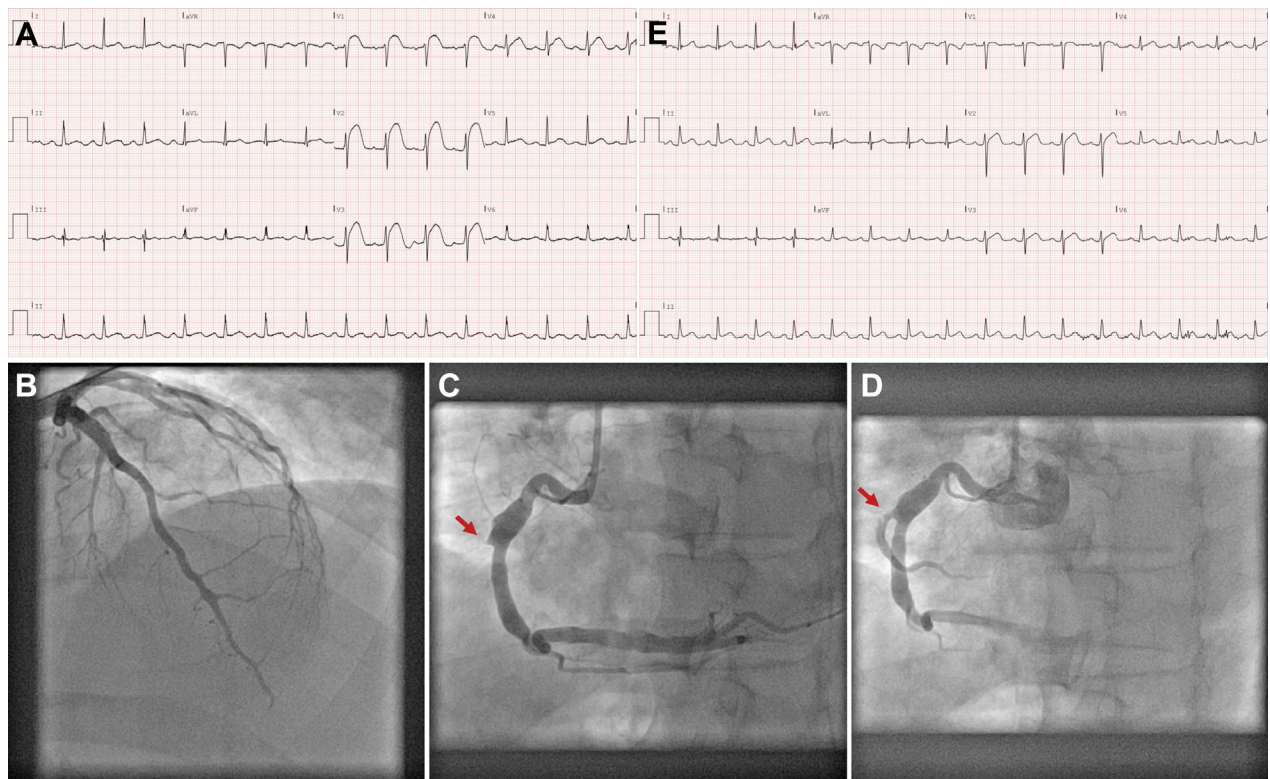 A
I aVR V1 V4
II aVL V2 V5
III aVF V3 V6
II
E
I aVR V1 V4
II aVL V2 V5
III aVF V3 V6
II
B
C
D